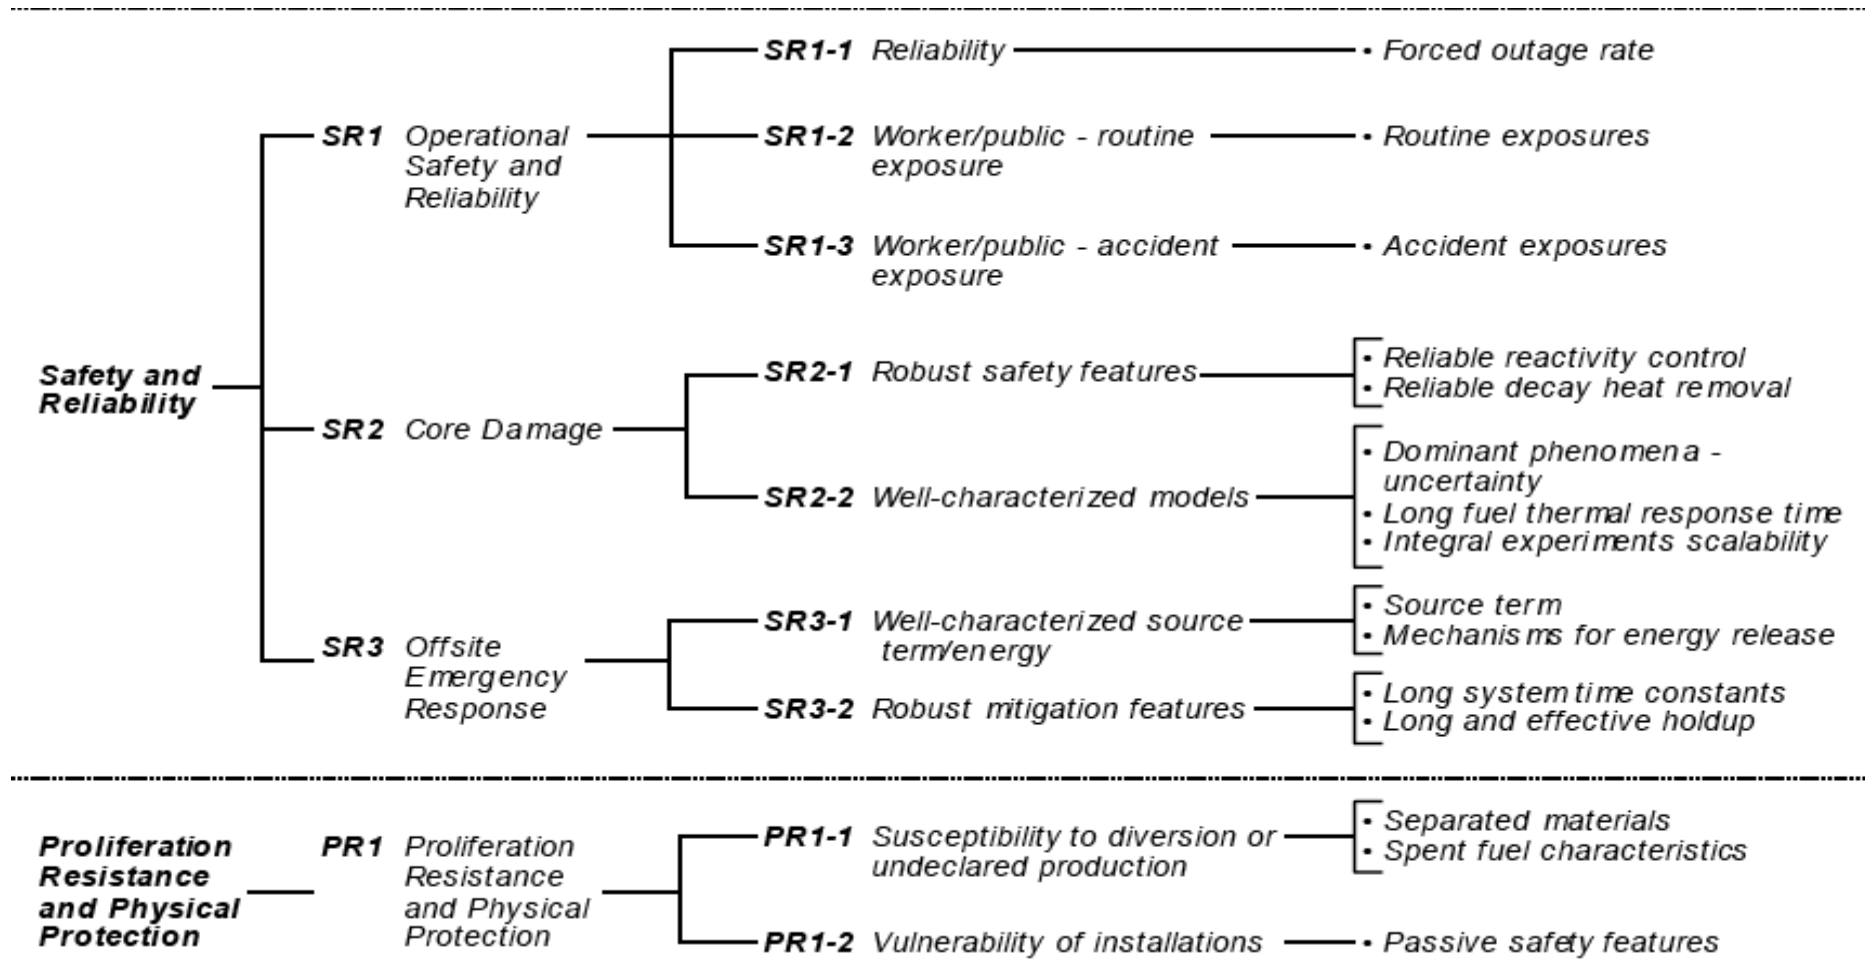 SR1-1 Reliability • Forced outage rate
SR1 Operational SR1-2 Worker/public - routine • Routine exposures
Safety and exposure
Reliability
SR1-3 Worker/public - accident • Accident exposures
exposure
Safety and
Reliability
SR2-1 Robust safety features • Reliable reactivity control
• Reliable decay heat removal
SR2 Core Damage
• Dominant phenomena -
uncertainty
SR2-2 Well-characterized models • Long fuel thermal response time
• Integral experiments scalability
SR3 Offsite
Emergency
Response
SR3-1 Well-characterized source
term/energy
• Source term
• Mechanisms for energy release
SR3-2 Robust mitigation features
• Long system time constants
• Long and effective holdup
Proliferation
Resistance
and Physical
Protection
PR1 Proliferation
Resistance
and Physical
Protection
PR1-1 Susceptibility to diversion or
undeclared production
• Separated materials
• Spent fuel characteristics
PR1-2 Vulnerability of installations • Passive safety features